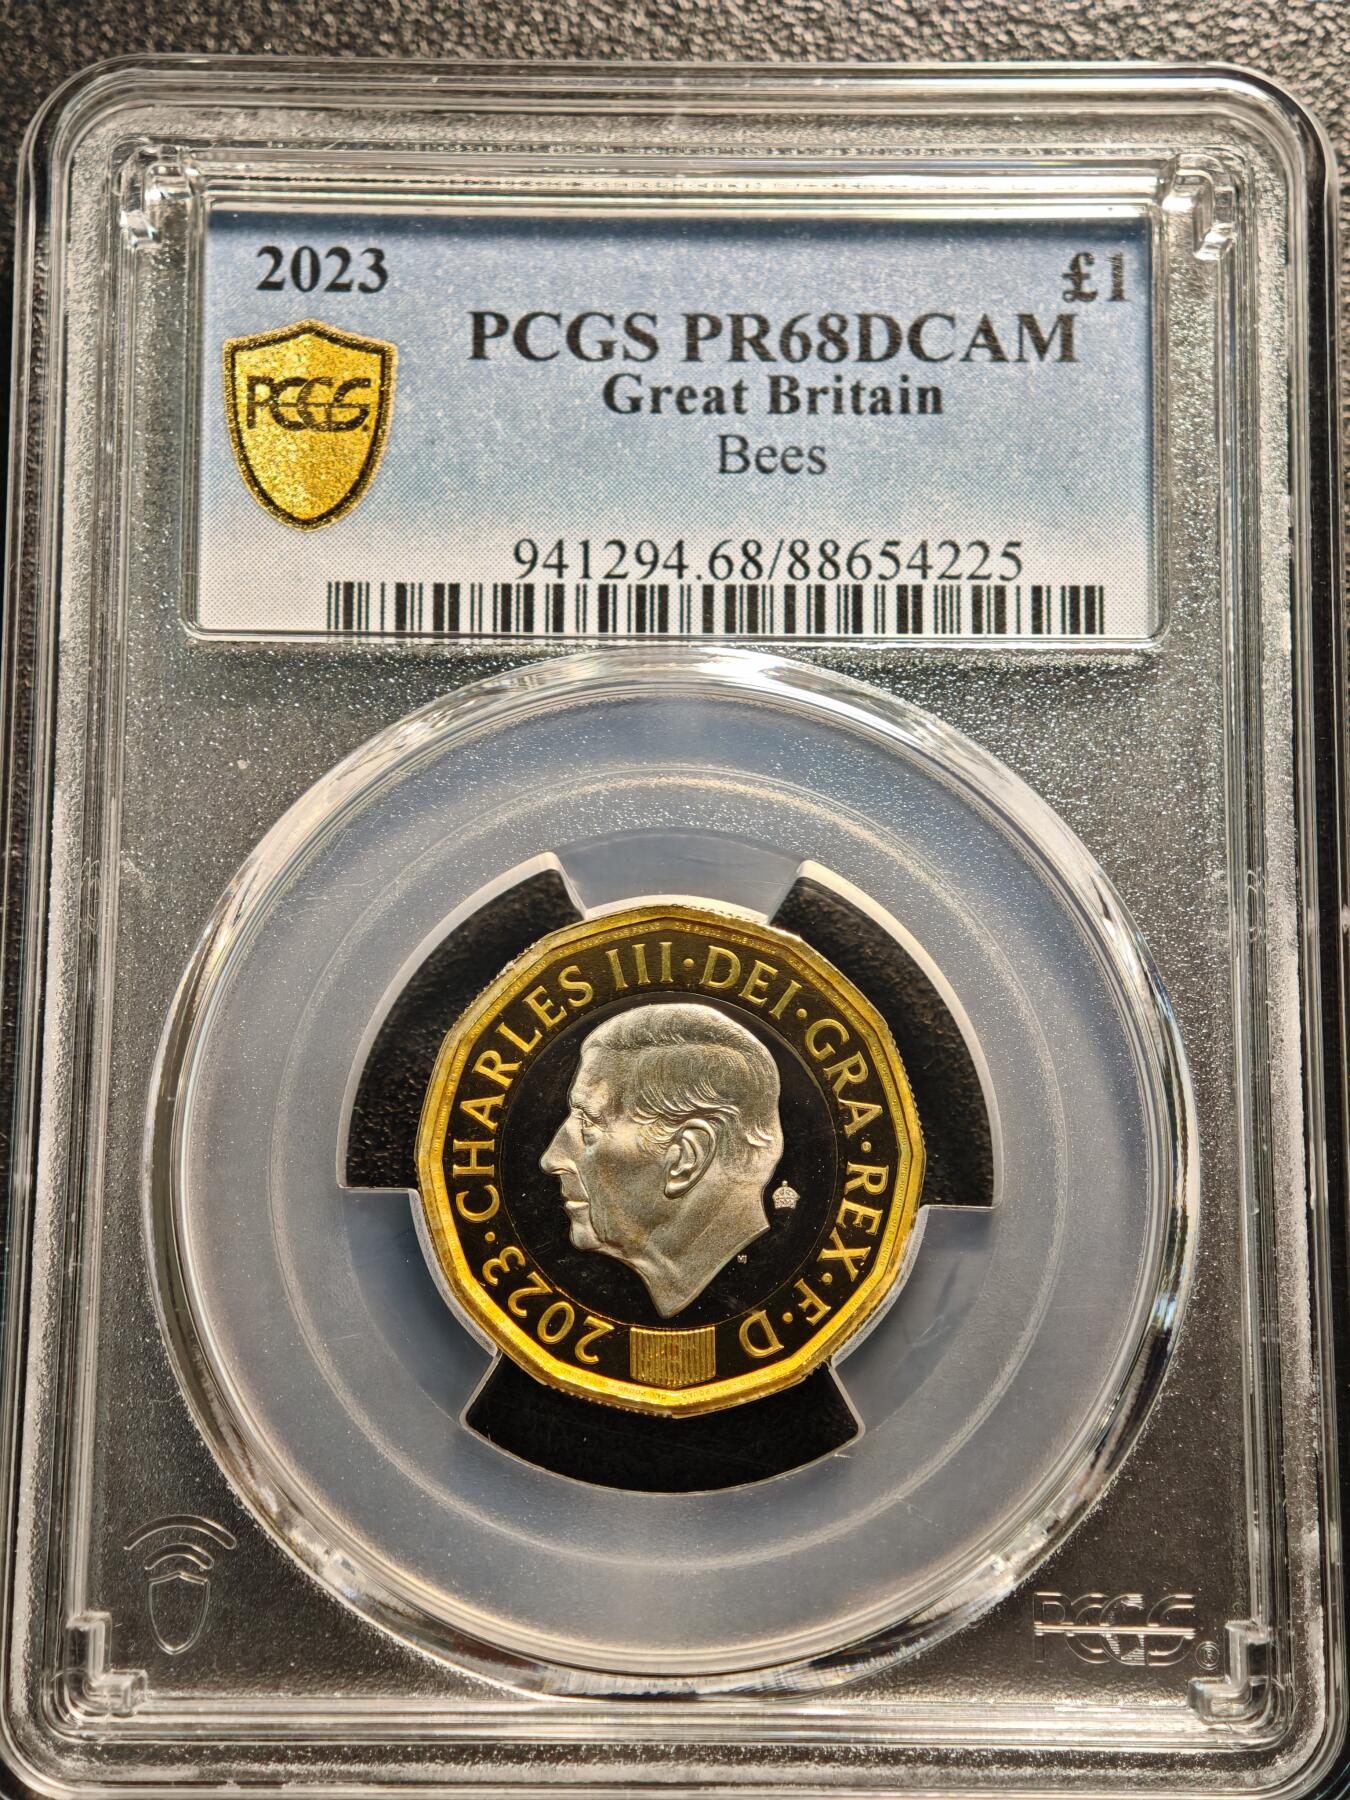 2023
£1
PCGS
PCGS PR68DCAM
Great Britain
Bees
941294.68/88654225
2023·CHARLES III·DEI·GRA·REX·F·D
PCGS®